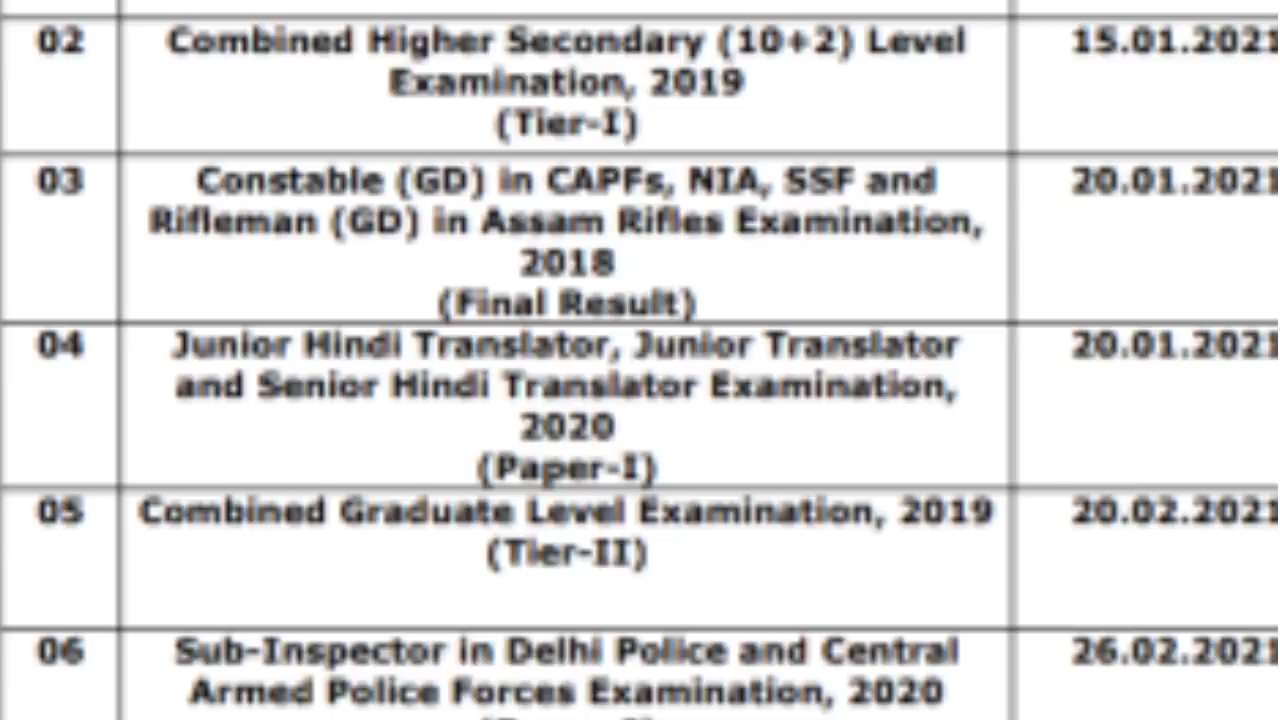 02
Combined Higher Secondary (10+2) Level
Examination, 2019
(Tier-I)
15.01.2021
03
Constable (GD) in CAPFs, NIA, SSF and
Rifleman (GD) in Assam Rifles Examination,
2018
(Final Result)
20.01.2021
04
Junior Hindi Translator, Junior Translator
and Senior Hindi Translator Examination,
2020
(Paper-I)
20.01.2021
05
Combined Graduate Level Examination, 2019
(Tier-II)
20.02.2021
06
Sub-Inspector in Delhi Police and Central
Armed Police Forces Examination, 2020
26.02.2021